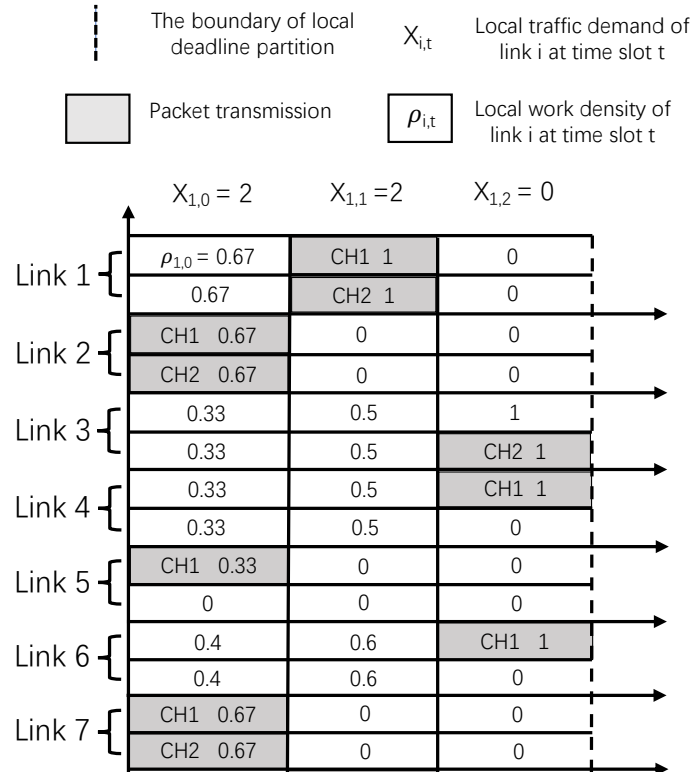 The boundary of local
deadline partition
X_{i,t}
Local traffic demand of
link i at time slot t
Packet transmission
ρ_{i,t}
Local work density of
link i at time slot t
X_{1,0} = 2 X_{1,1} =2 X_{1,2} = 0
Link 1
ρ_{1,0} = 0.67 CH1 1 0
0.67 CH2 1 0
Link 2
CH1 0.67 0 0
CH2 0.67 0 0
Link 3
0.33 0.5 1
0.33 0.5 CH2 1
Link 4
0.33 0.5 CH1 1
0.33 0.5 0
Link 5
CH1 0.33 0 0
0 0 0
Link 6
0.4 0.6 CH1 1
0.4 0.6 0
Link 7
CH1 0.67 0 0
CH2 0.67 0 0